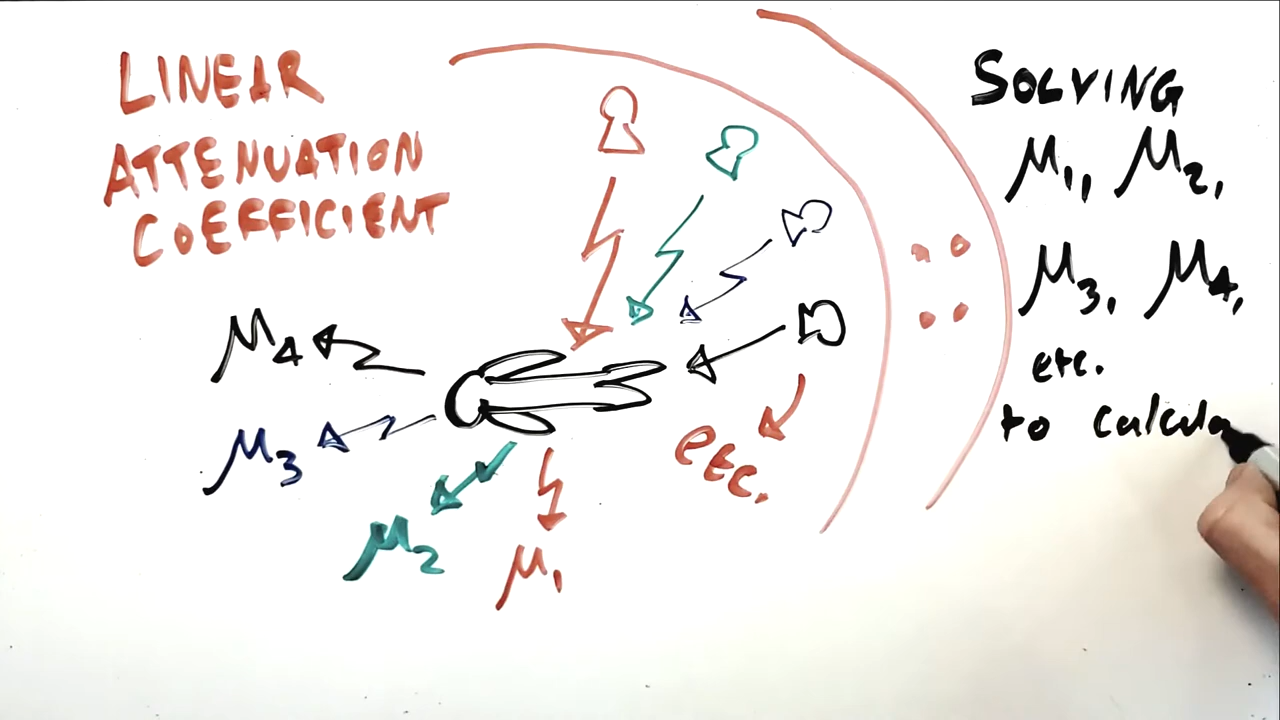 LINEAR
ATTENUATION
COEFFICIENT
μ4
μ3
μ2
μ1
etc.
SOLVING
μ1, μ2,
μ3, μ4,
etc.
to calcula